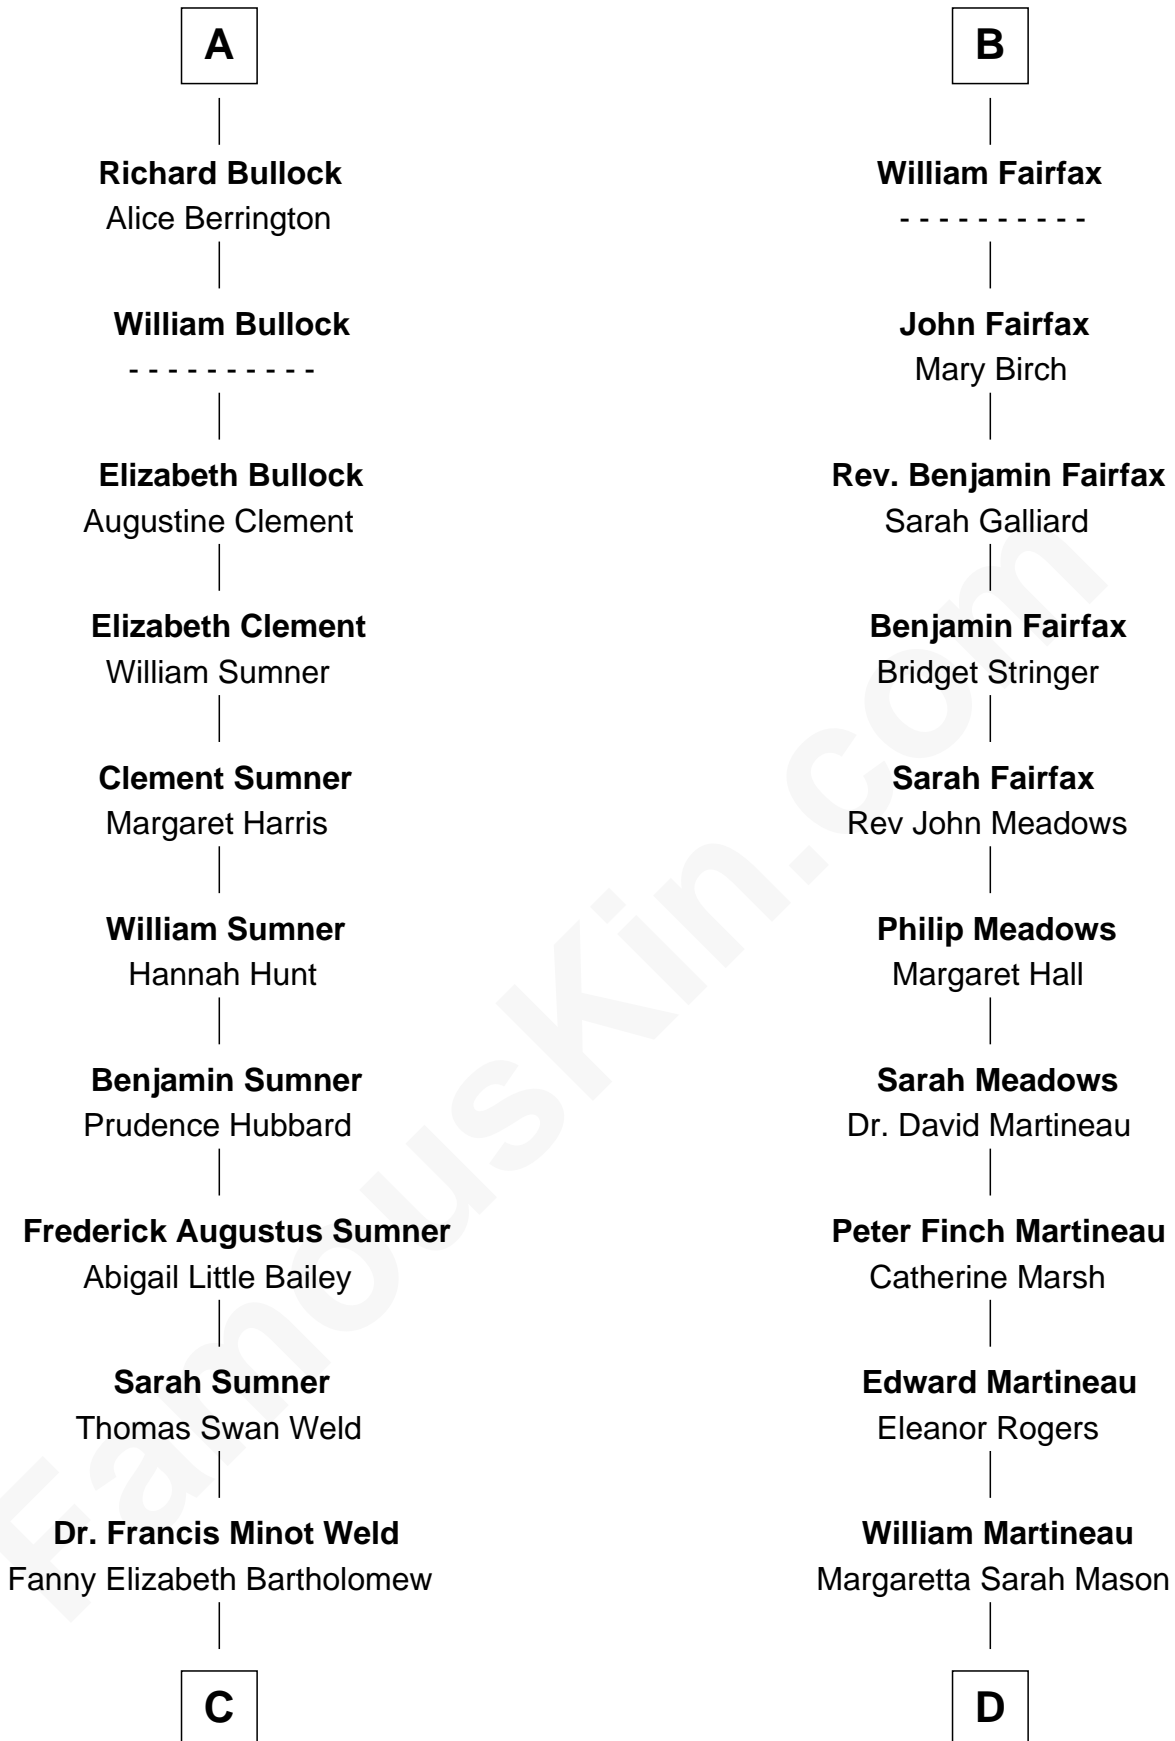 A
Richard Bullock
Alice Berrington
William Bullock
- - - - - - - - - -
Elizabeth Bullock
Augustine Clement
Elizabeth Clement
William Sumner
Clement Sumner
Margaret Harris
William Sumner
Hannah Hunt
Benjamin Sumner
Prudence Hubbard
Frederick Augustus Sumner
Abigail Little Bailey
Sarah Sumner
Thomas Swan Weld
Dr. Francis Minot Weld
Fanny Elizabeth Bartholomew
C
B
William Fairfax
- - - - - - - - - -
John Fairfax
Mary Birch
Rev. Benjamin Fairfax
Sarah Galliard
Benjamin Fairfax
Bridget Stringer
Sarah Fairfax
Rev John Meadows
Philip Meadows
Margaret Hall
Sarah Meadows
Dr. David Martineau
Peter Finch Martineau
Catherine Marsh
Edward Martineau
Eleanor Rogers
William Martineau
Margaretta Sarah Mason
D
FamousKin.com